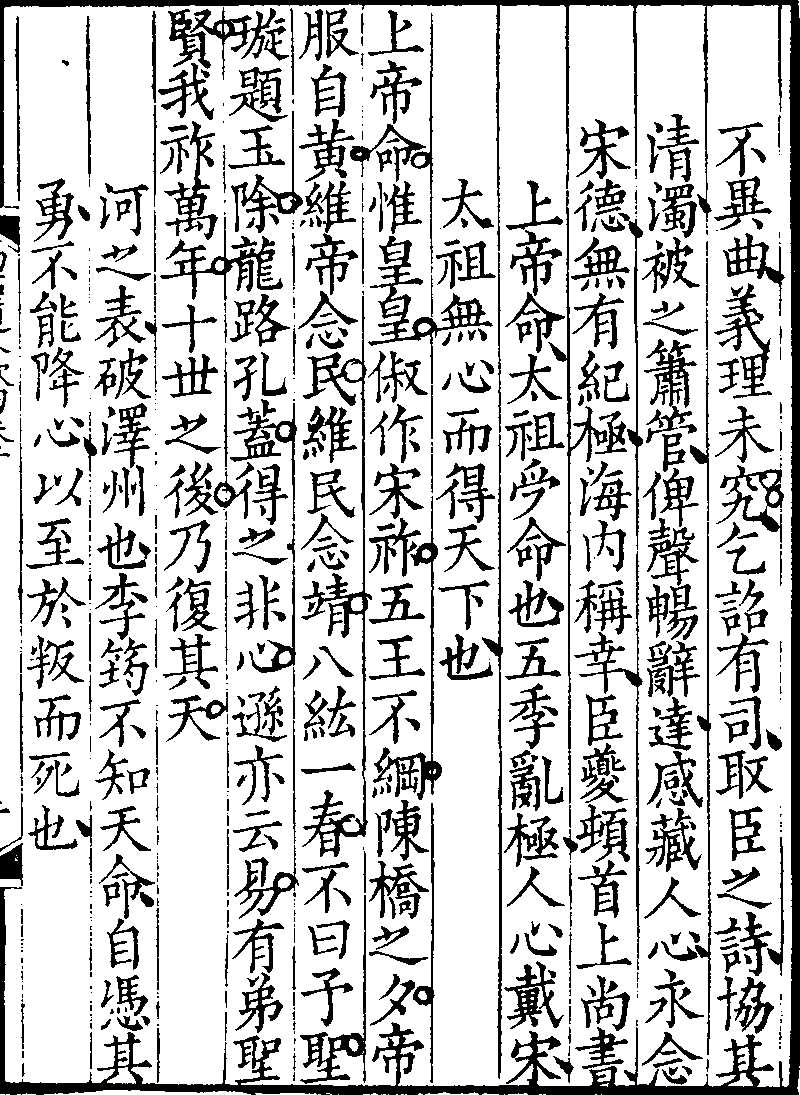 不異曲義理未究乞詔有司取臣之詩協其
清濁被之簫管俾聲暢辭達感藏人心永念
宋德無有紀極海内稱幸臣夔頓首上尚書
上帝命太祖受命也五季亂極人心戴宋
太祖無心而得天下也
上帝命惟皇皇俶作宋祚五王不綱陳橋之夕帝
服自黄維帝念民維民念靖八紘一春不曰予聖
璇題玉除龍路孔蓋得之非心遜亦云易有弟聖
賢我祚萬年十丗之後乃復其天
河之表破澤州也李筠不知天命自憑其
勇不能降心以至於叛而死也